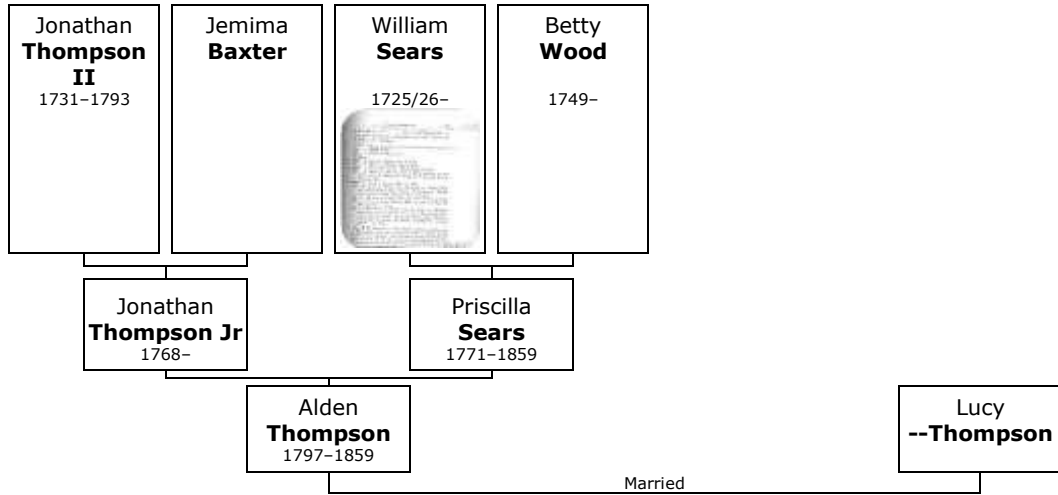 Jonathan
Thompson
II
1731–1793
Jemima
Baxter
William
Sears
1725/26–
Betty
Wood
1749–
Jonathan
Thompson Jr
1768–
Priscilla
Sears
1771–1859
Alden
Thompson
1797–1859
Lucy
--Thompson
Married